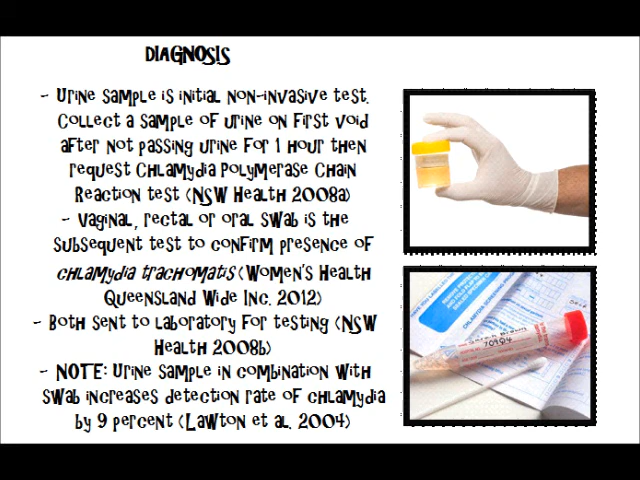 DIAGNOSIS
- Urine sample is initial non-invasive test.
Collect a sample of urine on first void
after not passing urine for 1 hour then
request Chlamydia Polymerase Chain
Reaction test (NSW Health 2008a)
- Vaginal, rectal or oral swab is the
subsequent test to confirm presence of
chlamydia trachomatis (Women's Health
Queensland Wide Inc. 2012)
- Both sent to laboratory for testing (NSW
Health 2008b)
- NOTE: Urine sample in combination with
swab increases detection rate of chlamydia
by 9 percent (Lawton et al. 2004)
CHLAMYDIA SCREENING
70904